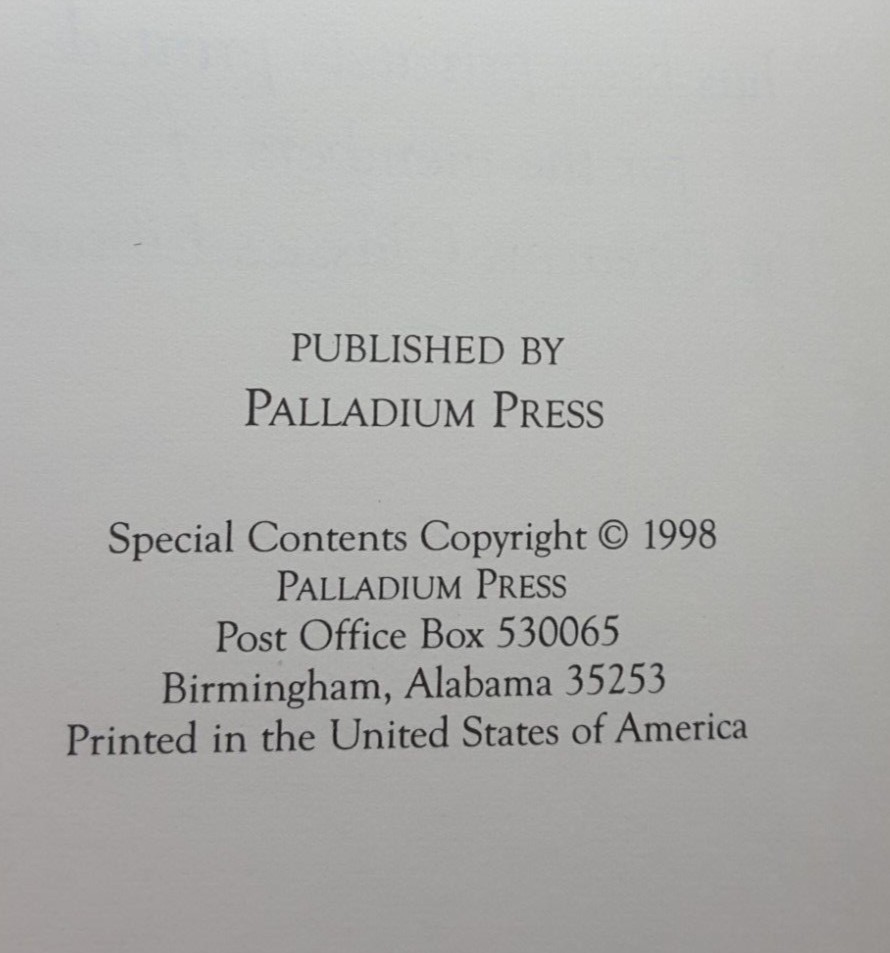 PUBLISHED BY
PALLADIUM PRESS
Special Contents Copyright © 1998
PALLADIUM PRESS
Post Office Box 530065
Birmingham, Alabama 35253
Printed in the United States of America